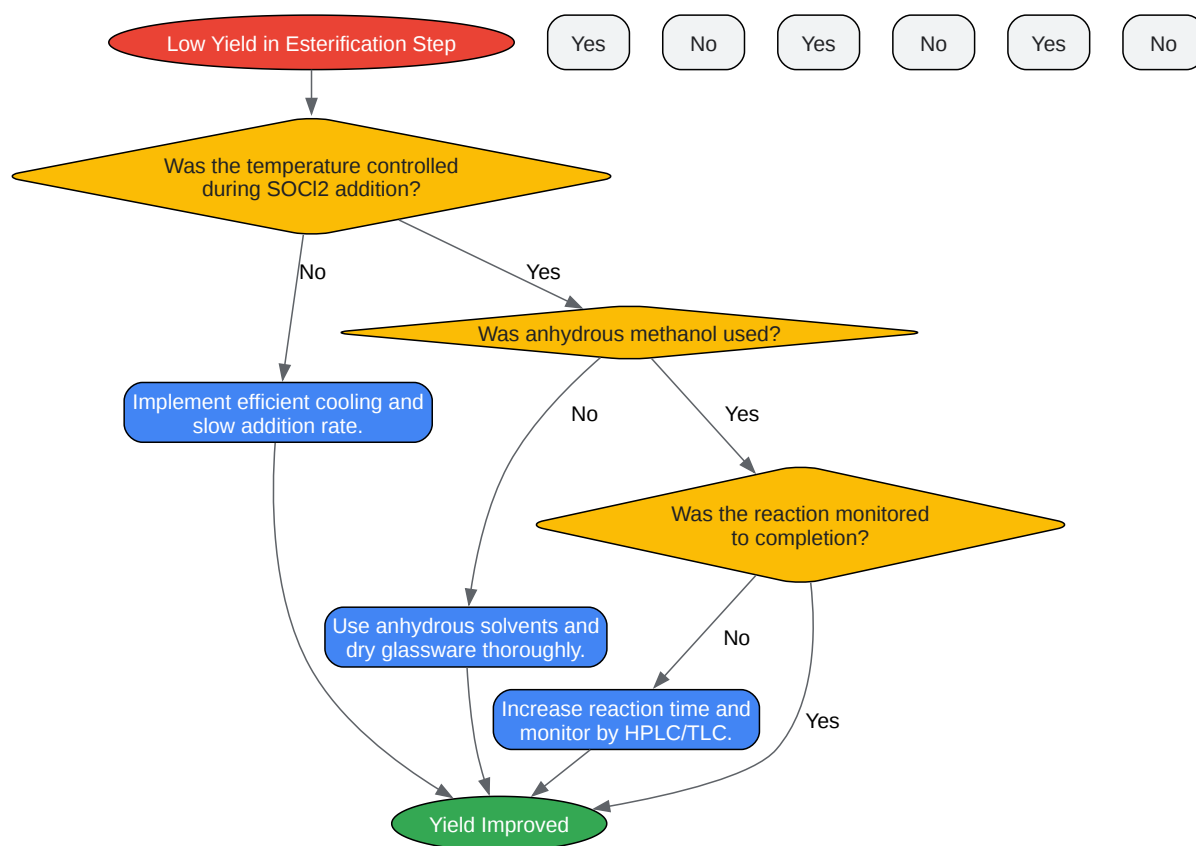 Low Yield in Esterification Step
Yes
No
Yes
No
Yes
No
Was the temperature controlled
during SOCl2 addition?
No
Yes
Was anhydrous methanol used?
Implement efficient cooling and
slow addition rate.
No
Yes
Was the reaction monitored
to completion?
Use anhydrous solvents and
dry glassware thoroughly.
No
Increase reaction time and
monitor by HPLC/TLC.
Yes
Yield Improved